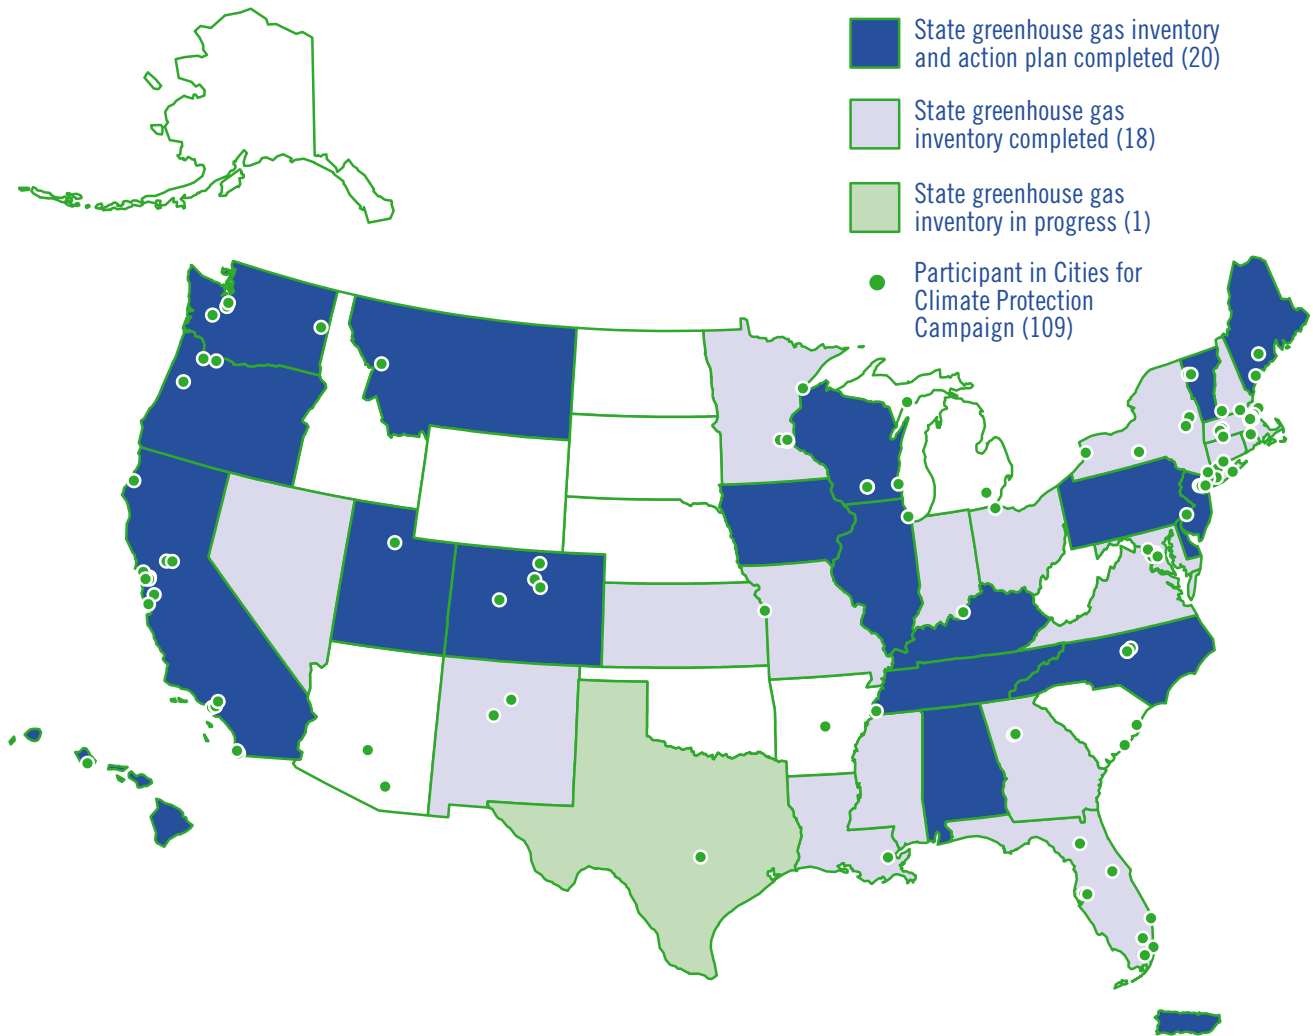 State greenhouse gas inventory
and action plan completed (20)
State greenhouse gas
inventory completed (18)
State greenhouse gas
inventory in progress (1)
Participant in Cities for
Climate Protection
Campaign (109)